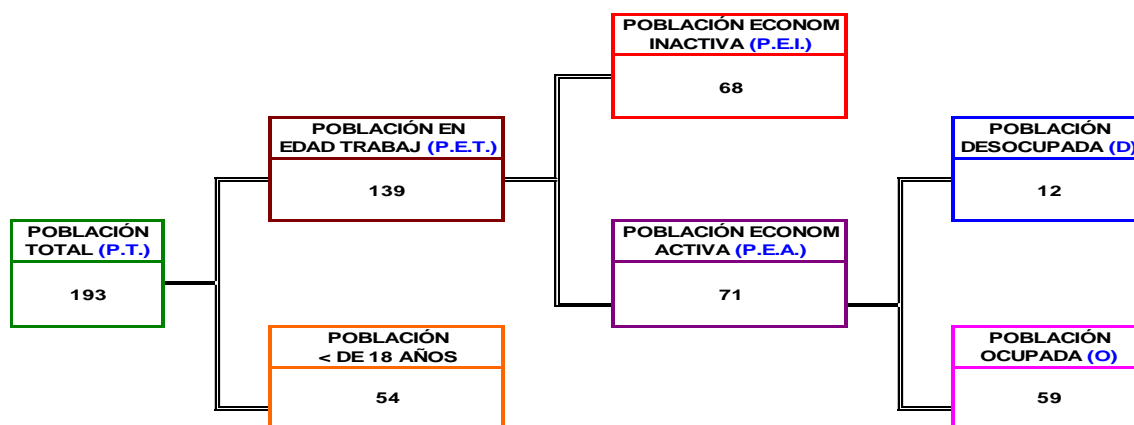 POBLACIÓN ECONOM
INACTIVA (P.E.I.)
68
POBLACIÓN EN
EDAD TRABAJ (P.E.T.)
139
POBLACIÓN
DESOCUPADA (D)
12
POBLACIÓN
TOTAL (P.T.)
193
POBLACIÓN ECONOM
ACTIVA (P.E.A.)
71
POBLACIÓN
< DE 18 AÑOS
54
POBLACIÓN
OCUPADA (O)
59